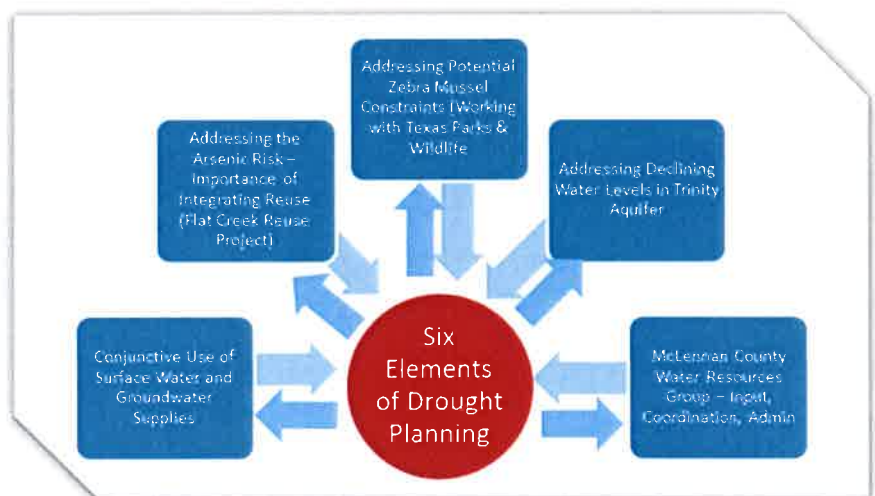 Addressing Potential
Zebra Mussel
Constraints (Working
with Texas Parks &
Wildlife
Addressing the
Arsenic Risk –
Importance of
Integrating Reuse
(Flat Creek Reuse
Project)
Addressing Declining
Water Levels in Trinity
Aquifer
Conjunctive Use of
Surface Water and
Groundwater
Supplies
Six
Elements
of Drought
Planning
McLennan County
Water Resources
Group – Input,
Coordination, Admin